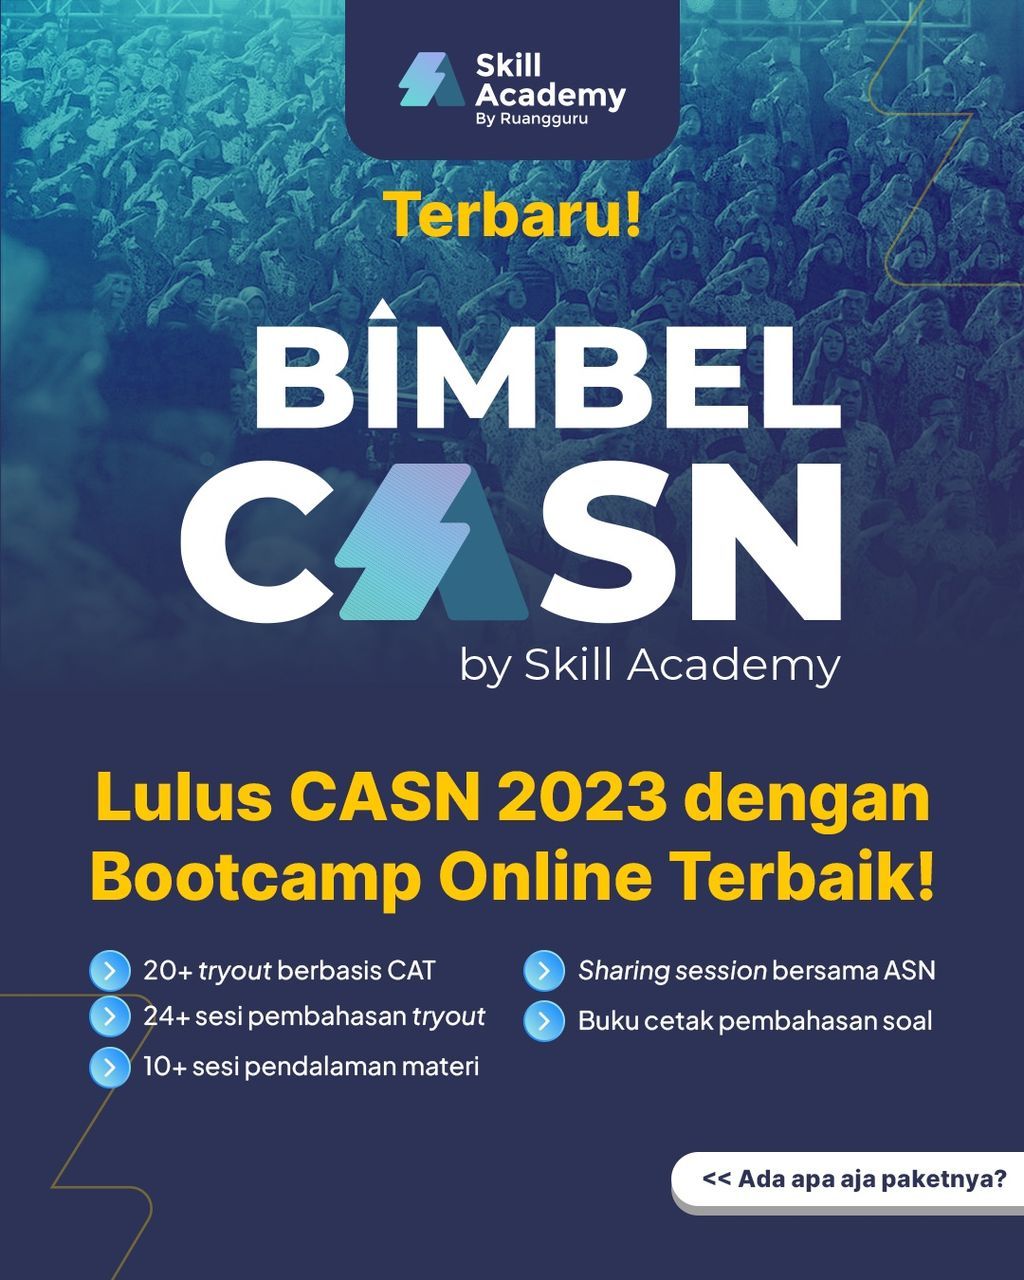 Skill
Academy
By Ruangguru
Terbaru!
BIMBEL
CASN
by Skill Academy
Lulus CASN 2023 dengan
Bootcamp Online Terbaik!
20+ tryout berbasis CAT
24+ sesi pembahasan tryout
10+ sesi pendalaman materi
Sharing session bersama ASN
Buku cetak pembahasan soal
<< Ada apa aja paketnya?